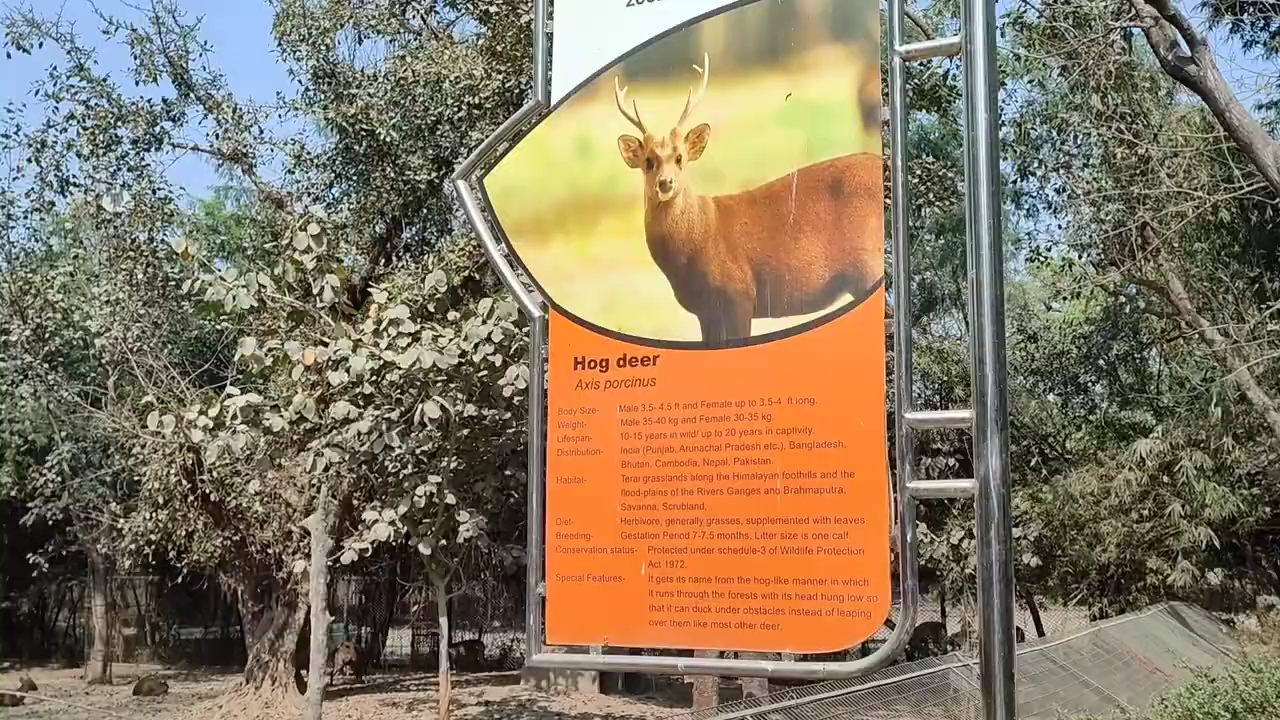 Hog deer
Axis porcinus
Body Size- Male 3.5- 4.5 ft and Female up to 3.5-4 ft long.
Weight- Male 35-40 kg and Female 30-35 kg.
Lifespan- 10-15 years in wild/ up to 20 years in captivity.
Distribution- India (Punjab, Arunachal Pradesh etc.), Bangladesh,
Bhutan, Cambodia, Nepal, Pakistan.
Habitat- Terai grasslands along the Himalayan foothills and the
flood-plains of the Rivers Ganges and Brahmaputra,
Savanna, Scrubland,
Diet- Herbivore, generally grasses, supplemented with leaves
Breeding- Gestation Period 7-7.5 months. Litter size is one calf.
Conservation status- Protected under schedule-3 of Wildlife Protection
Act 1972.
Special Features- It gets its name from the hog-like manner in which
it runs through the forests with its head hung low so
that it can duck under obstacles instead of leaping
over them like most other deer.